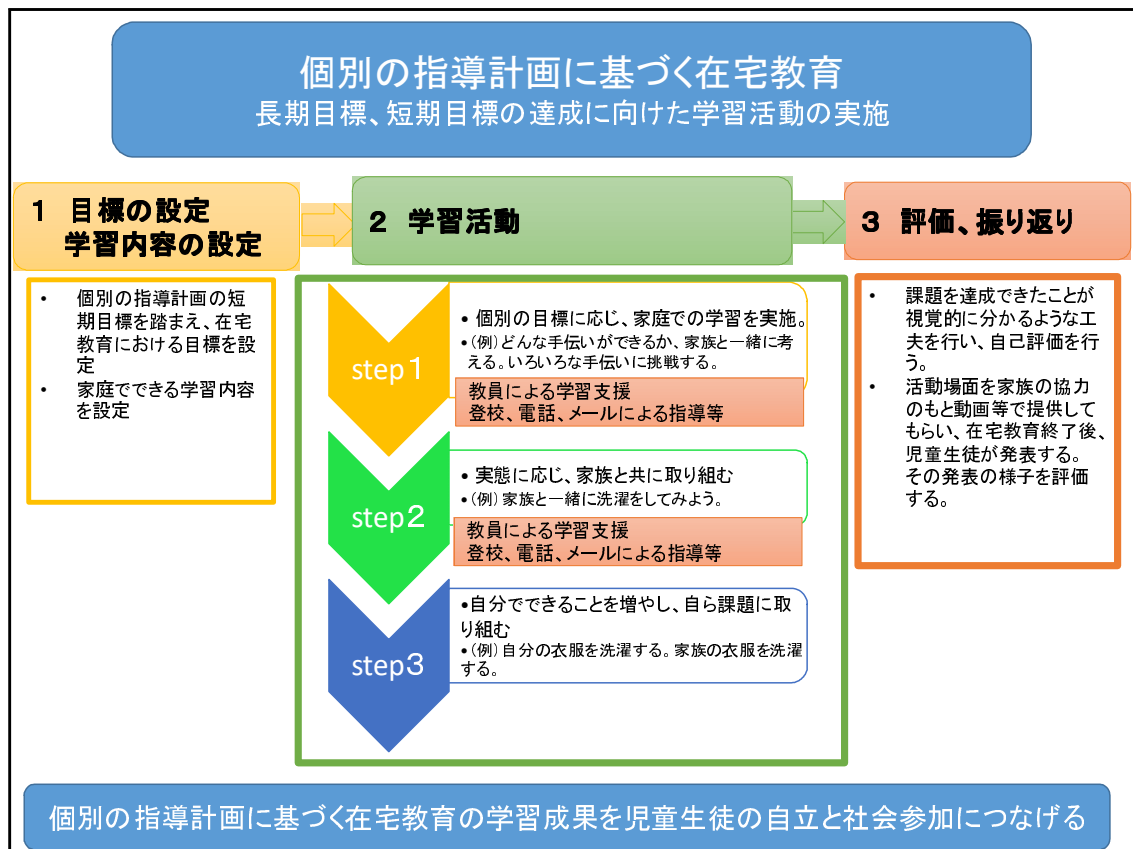 個別の指導計画に基づく在宅教育
長期目標、短期目標の達成に向けた学習活動の実施
１　目標の設定
学習内容の設定
• 個別の指導計画の短
期目標を踏まえ、在宅
教育における目標を設
定
• 家庭でできる学習内容
を設定
２　学習活動
step１
• 個別の目標に応じ、家庭での学習を実施。
• （例）どんな手伝いができるか、家族と一緒に考
える。いろいろな手伝いに挑戦する。
教員による学習支援
登校、電話、メールによる指導等
step２
• 実態に応じ、家族と共に取り組む
• （例）家族と一緒に洗濯をしてみよう。
教員による学習支援
登校、電話、メールによる指導等
step３
•自分でできることを増やし、自ら課題に取
り組む
• （例）自分の衣服を洗濯する。家族の衣服を洗濯
する。
３　評価、振り返り
• 課題を達成できたことが
視覚的に分かるような工
夫を行い、自己評価を行
う。
• 活動場面を家族の協力
のもと動画等で提供して
もらい、在宅教育終了後、
児童生徒が発表する。
その発表の様子を評価
する。
個別の指導計画に基づく在宅教育の学習成果を児童生徒の自立と社会参加につなげる